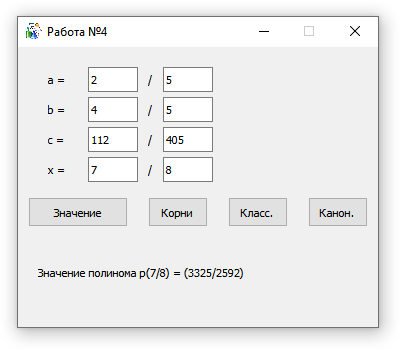 Работа №4
a = 2 / 5
b = 4 / 5
c = 112 / 405
x = 7 / 8
Значение Корни Класс. Канон.
Значение полинома p(7/8) = (3325/2592)